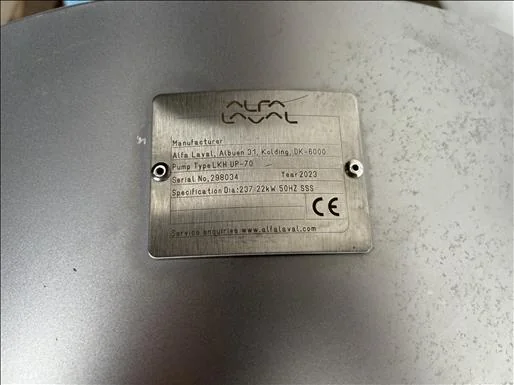 ALFA
LAVAL
Manufacturer
Alfa Laval, Albuen 31, Kolding, DK-6000
Pump Type LKH UP-70
Serial No, 298034 Year 2023
Specification Dia:237 22kW 50HZ SSS
CE
Service enquiries www.alfalaval.com